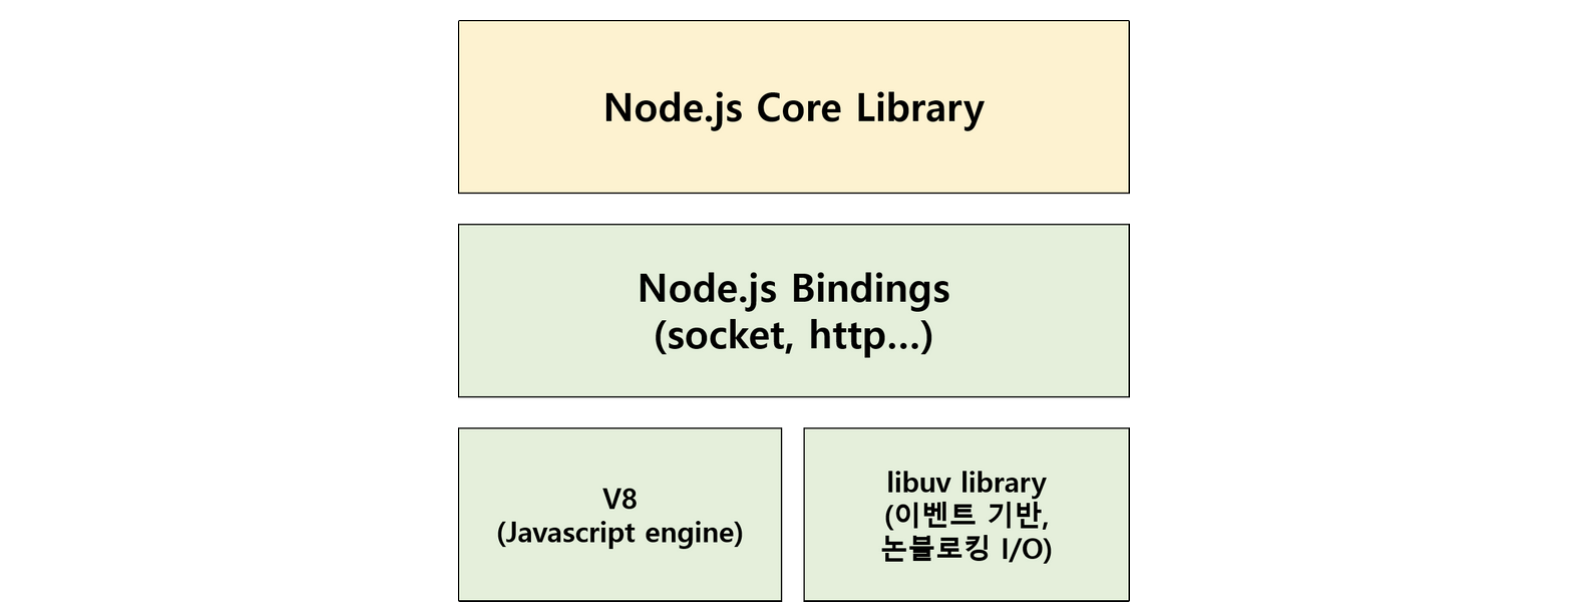 Node.js Core Library
Node.js Bindings
(socket, http...)
V8
(Javascript engine)
libuv library
(이벤트 기반,
논블로킹 I/O)